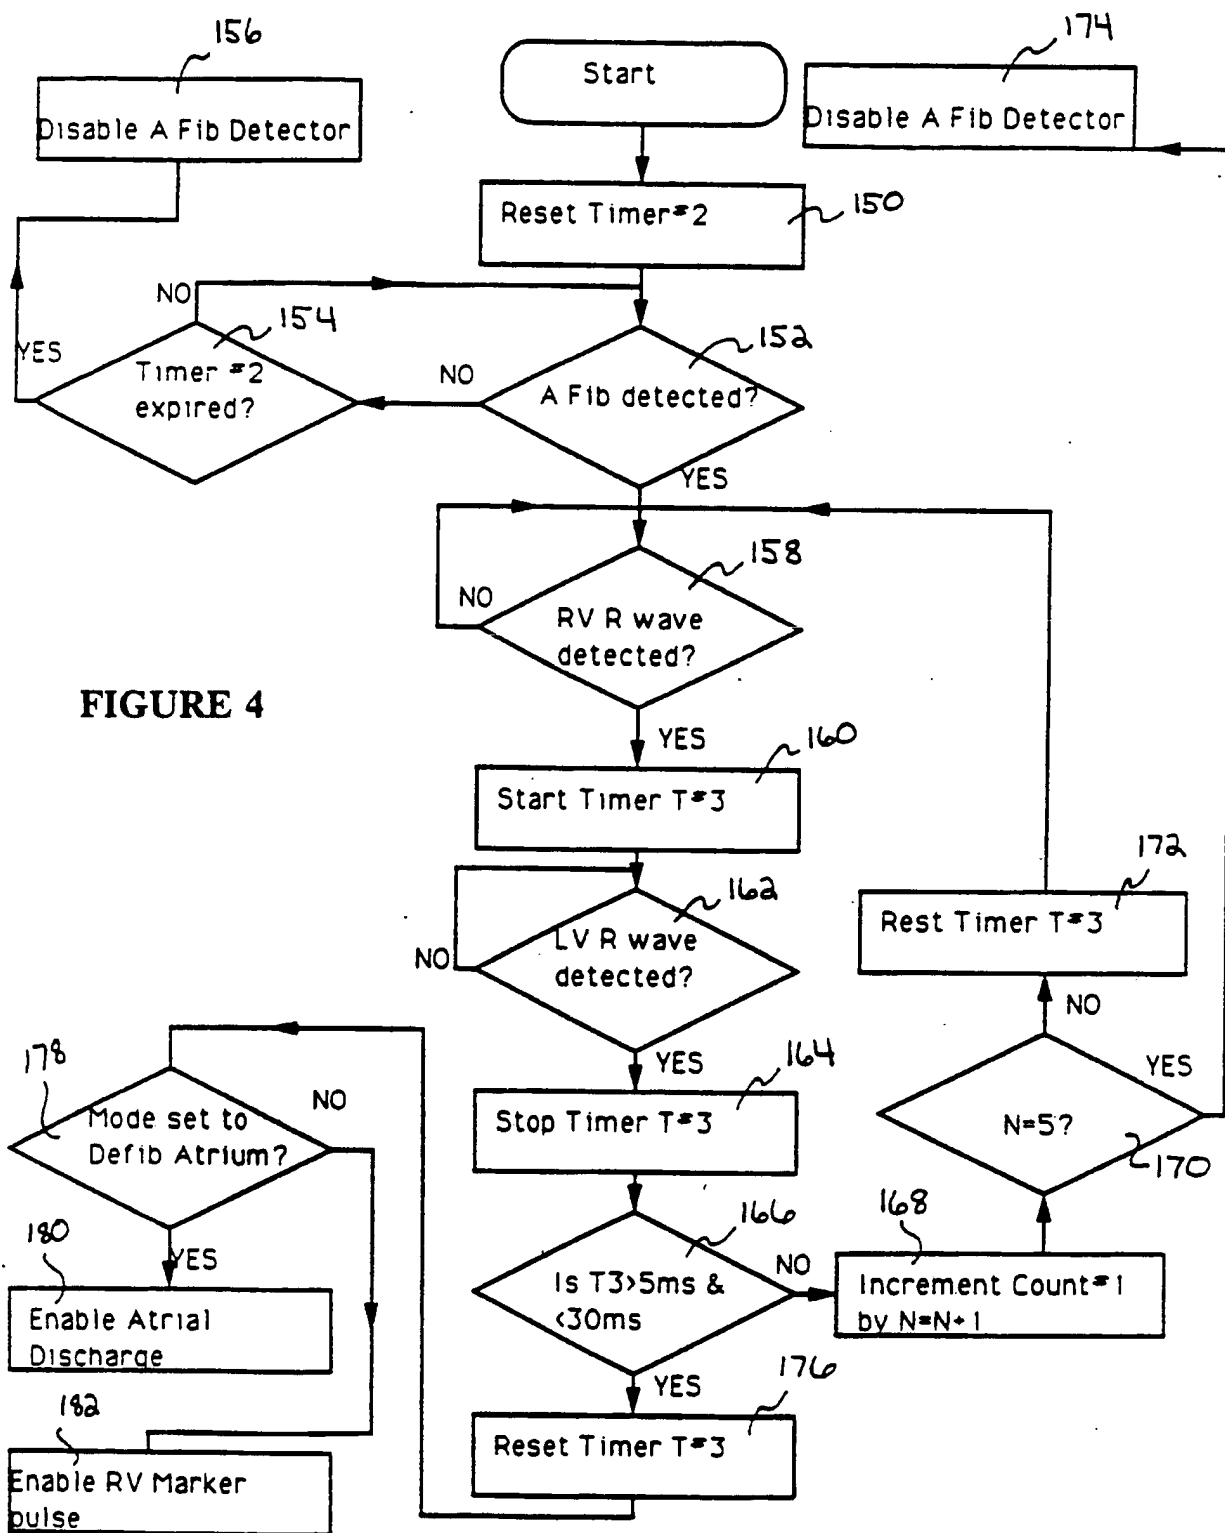 156
174
Start
Disable A Fib Detector
Disable A Fib Detector
Reset Timer #2
150
NO
154
152
YES
Timer #2
expired?
NO
A Fib detected?
YES
158
NO
RV R wave
detected?
FIGURE 4
YES
160
Start Timer T#3
172
162
Rest Timer T#3
LV R wave
detected?
NO
NO
178
YES
164
YES
Mode set to
Defib Atrium?
NO
Stop Timer T#3
N=5?
170
180
YES
166
168
Is T3>5ms &
<30ms
NO
Increment Count #1
by N=N+1
Enable Atrial
Discharge
YES
176
182
Reset Timer T#3
Enable RV Marker
pulse